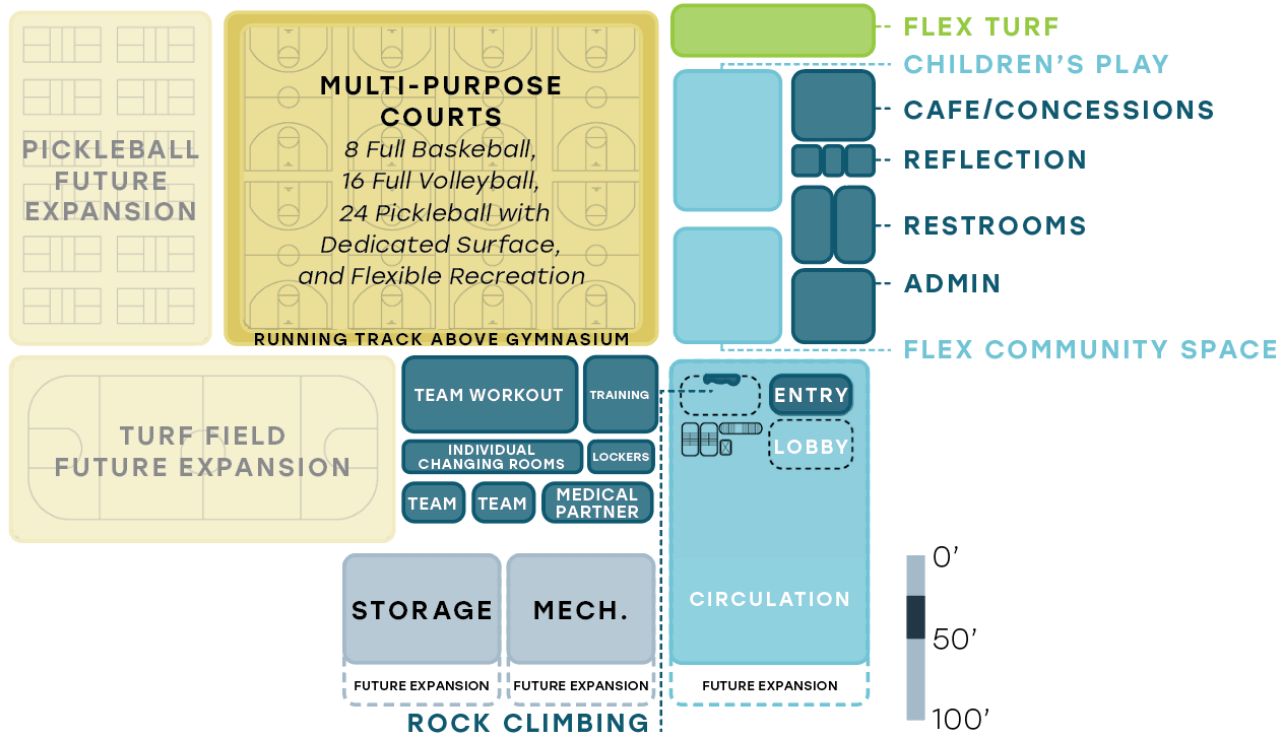 PICKLEBALL
FUTURE
EXPANSION
MULTI-PURPOSE
COURTS
8 Full Baskeball,
16 Full Volleyball,
24 Pickleball with
Dedicated Surface,
and Flexible Recreation
RUNNING TRACK ABOVE GYMNASIUM
FLEX TURF
CHILDREN'S PLAY
CAFE/CONCESSIONS
REFLECTION
RESTROOMS
ADMIN
FLEX COMMUNITY SPACE
TURF FIELD
FUTURE EXPANSION
TEAM WORKOUT
TRAINING
INDIVIDUAL
CHANGING ROOMS
LOCKERS
TEAM
TEAM
MEDICAL
PARTNER
ENTRY
LOBBY
CIRCULATION
STORAGE
MECH.
FUTURE EXPANSION
FUTURE EXPANSION
FUTURE EXPANSION
ROCK CLIMBING
0'
50'
100'